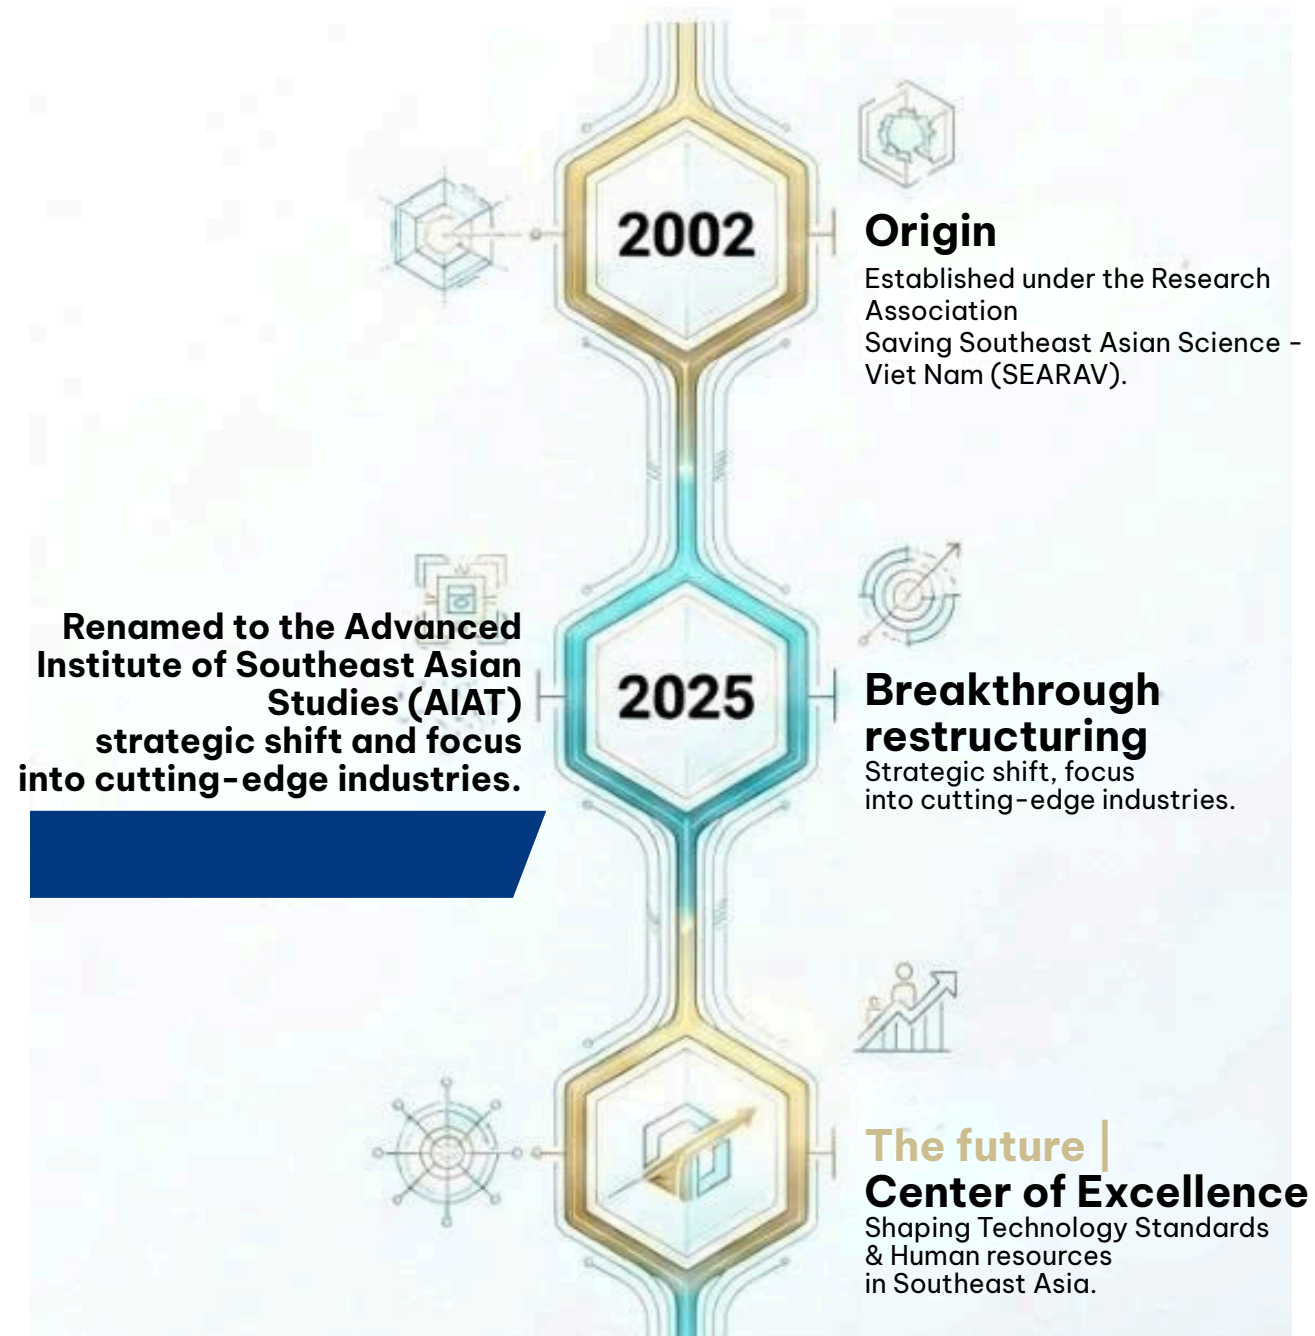 2002
Origin
Established under the Research
Association
Saving Southeast Asian Science -
Viet Nam (SEARAV).
Renamed to the Advanced
Institute of Southeast Asian
Studies (AIAT)
strategic shift and focus
into cutting-edge industries.
2025
Breakthrough
restructuring
Strategic shift, focus
into cutting-edge industries.
The future |
Center of Excellence
Shaping Technology Standards
& Human resources
in Southeast Asia.